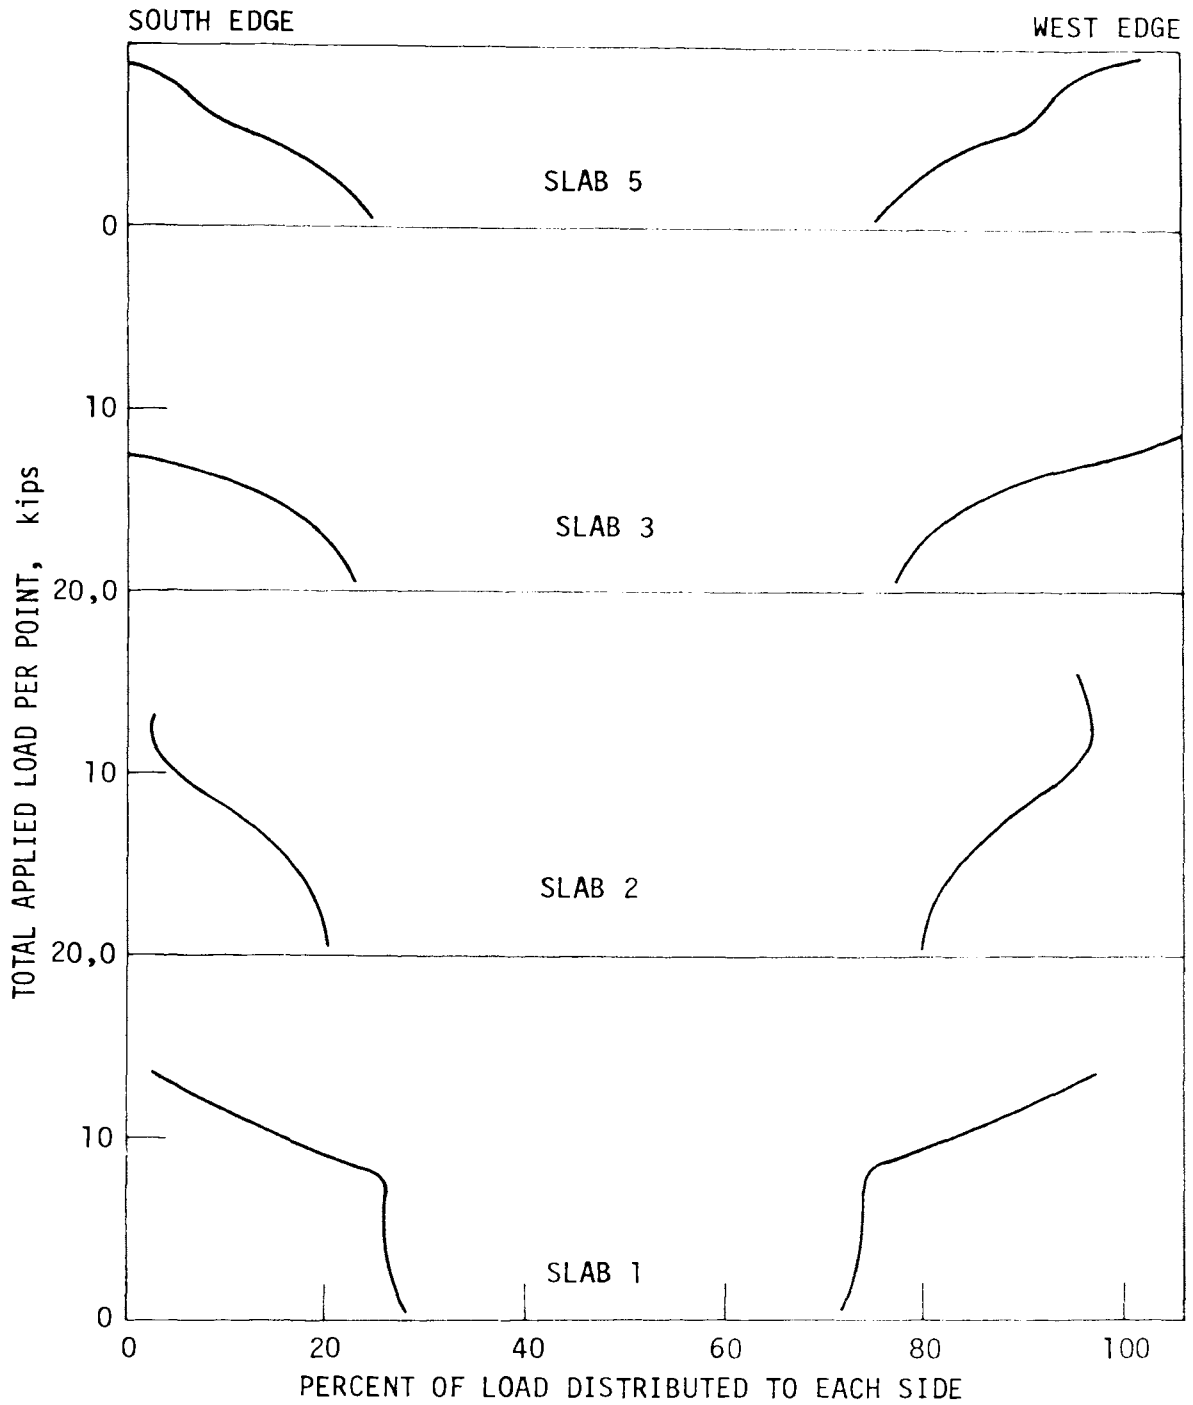 SOUTH EDGE
WEST EDGE
SLAB 5
0
10
SLAB 3
20,0
10
SLAB 2
20,0
10
SLAB 1
0
TOTAL APPLIED LOAD PER POINT, kips
0 20 40 60 80 100
PERCENT OF LOAD DISTRIBUTED TO EACH SIDE